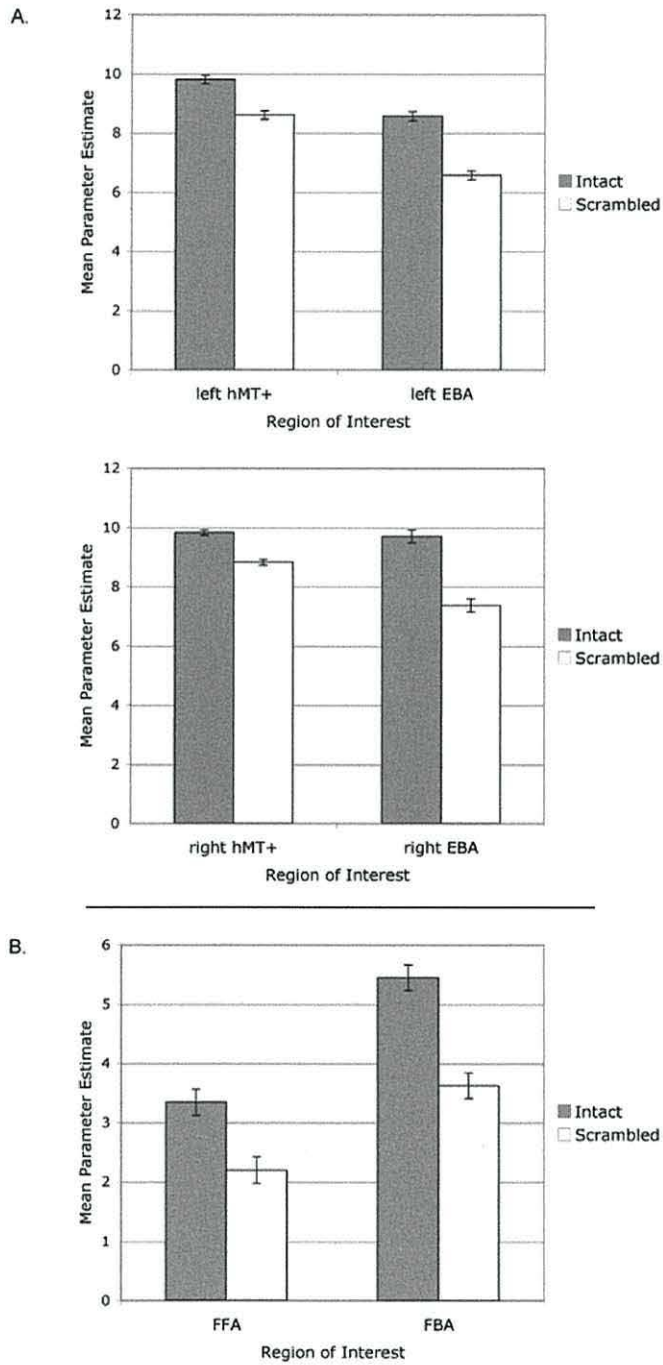 A.
12
10
8
6
4
2
0
Mean Parameter Estimate
left hMT+ left EBA
Region of Interest
Intact
Scrambled
12
10
8
6
4
2
0
Mean Parameter Estimate
right hMT+ right EBA
Region of Interest
Intact
Scrambled
B.
6
5
4
3
2
1
0
Mean Parameter Estimate
FFA FBA
Region of Interest
Intact
Scrambled